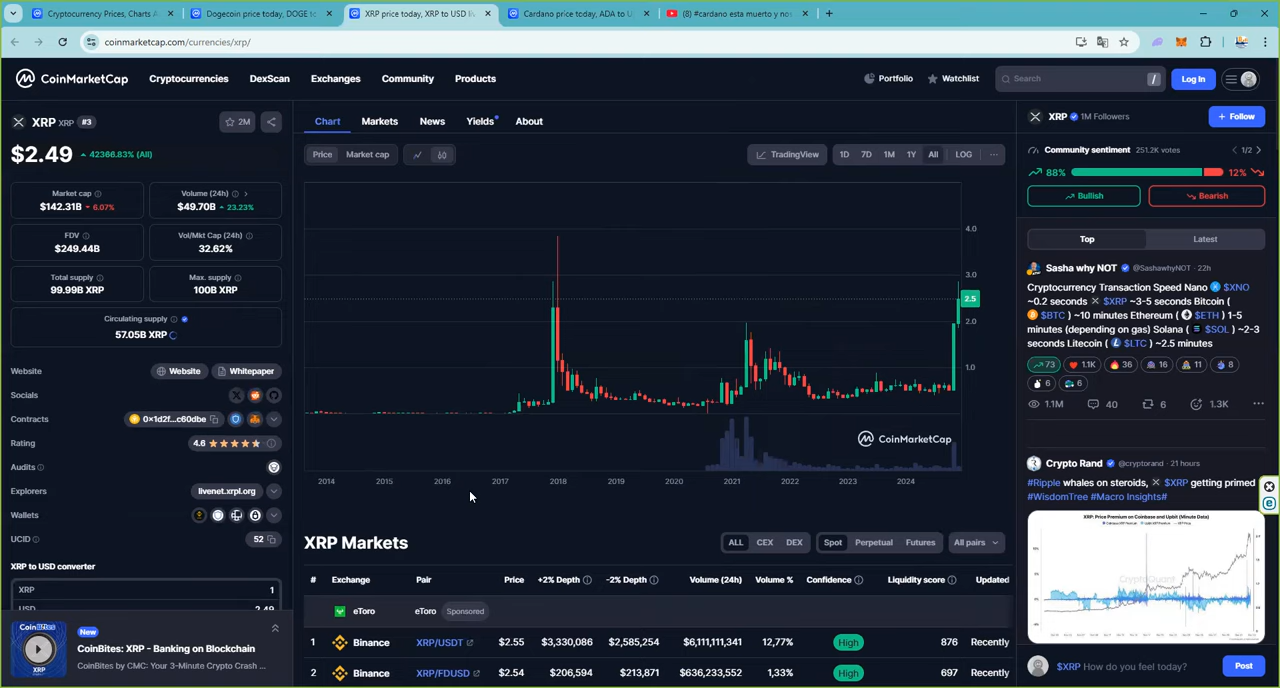 Cryptocurrency Prices, Charts A
Dogecoin price today, DOGE to
XRP price today, XRP to USD li
Cardano price today, ADA to U
(8) #cardano esta muerto y no
coinmarketcap.com/currencies/xrp/
CoinMarketCap
Cryptocurrencies DexScan Exchanges Community Products
Portfolio Watchlist Search / Log In
XRP XRP #3
2M
$2.49 42366.83% (All)
Market cap
$142.31B 6.07%
Volume (24h)
$49.70B 23.23%
FDV
$249.44B
Vol/Mkt Cap (24h)
32.62%
Total supply
99.99B XRP
Max. supply
100B XRP
Circulating supply
57.05B XRP
Website Website Whitepaper
Socials
Contracts 0x1d2f...c60dbe
Rating 4.6
Audits
Explorers livenet.xrpl.org
Wallets
UCID 52
XRP to USD converter
XRP 1
USD 2.49
CoinBites
XRP
New
CoinBites: XRP - Banking on Blockchain
CoinBites by CMC: Your 3-Minute Crypto Crash ...
Chart Markets News Yields About
Price Market cap
TradingView 1D 7D 1M 1Y All LOG
4.0
3.0
2.5
2.0
1.0
CoinMarketCap
2014 2015 2016 2017 2018 2019 2020 2021 2022 2023 2024
XRP Markets
ALL CEX DEX Spot Perpetual Futures All pairs
# Exchange Pair Price +2% Depth -2% Depth Volume (24h) Volume % Confidence Liquidity score Updated
eToro eToro Sponsored
1 Binance XRP/USDT $2.55 $3,330,086 $2,585,254 $6,111,111,341 12,77% High 876 Recently
2 Binance XRP/FDUSD $2.54 $206,594 $213,871 $636,233,552 1,33% High 697 Recently
XRP 1M Followers
+ Follow
Community sentiment 251.2K votes 1/2
88% 12%
Bullish Bearish
Top Latest
Sasha why NOT @SashawhyNOT · 22h
Cryptocurrency Transaction Speed Nano $XNO
~0.2 seconds $XRP ~3-5 seconds Bitcoin (
$BTC ) ~10 minutes Ethereum ( $ETH ) 1-5
minutes (depending on gas) Solana ( $SOL ) ~2-3
seconds Litecoin ( $LTC ) ~2.5 minutes
73 1.1K 36 16 11 8
6 6
1.1M 40 6 1.3K
Crypto Rand @cryptorand · 21 hours
#Ripple whales on steroids, $XRP getting primed
#WisdomTree #Macro Insights#
XRP: Price Premium on Coinbase and Upbit (Minute Data)
CryptoQuant
$XRP How do you feel today?
Post